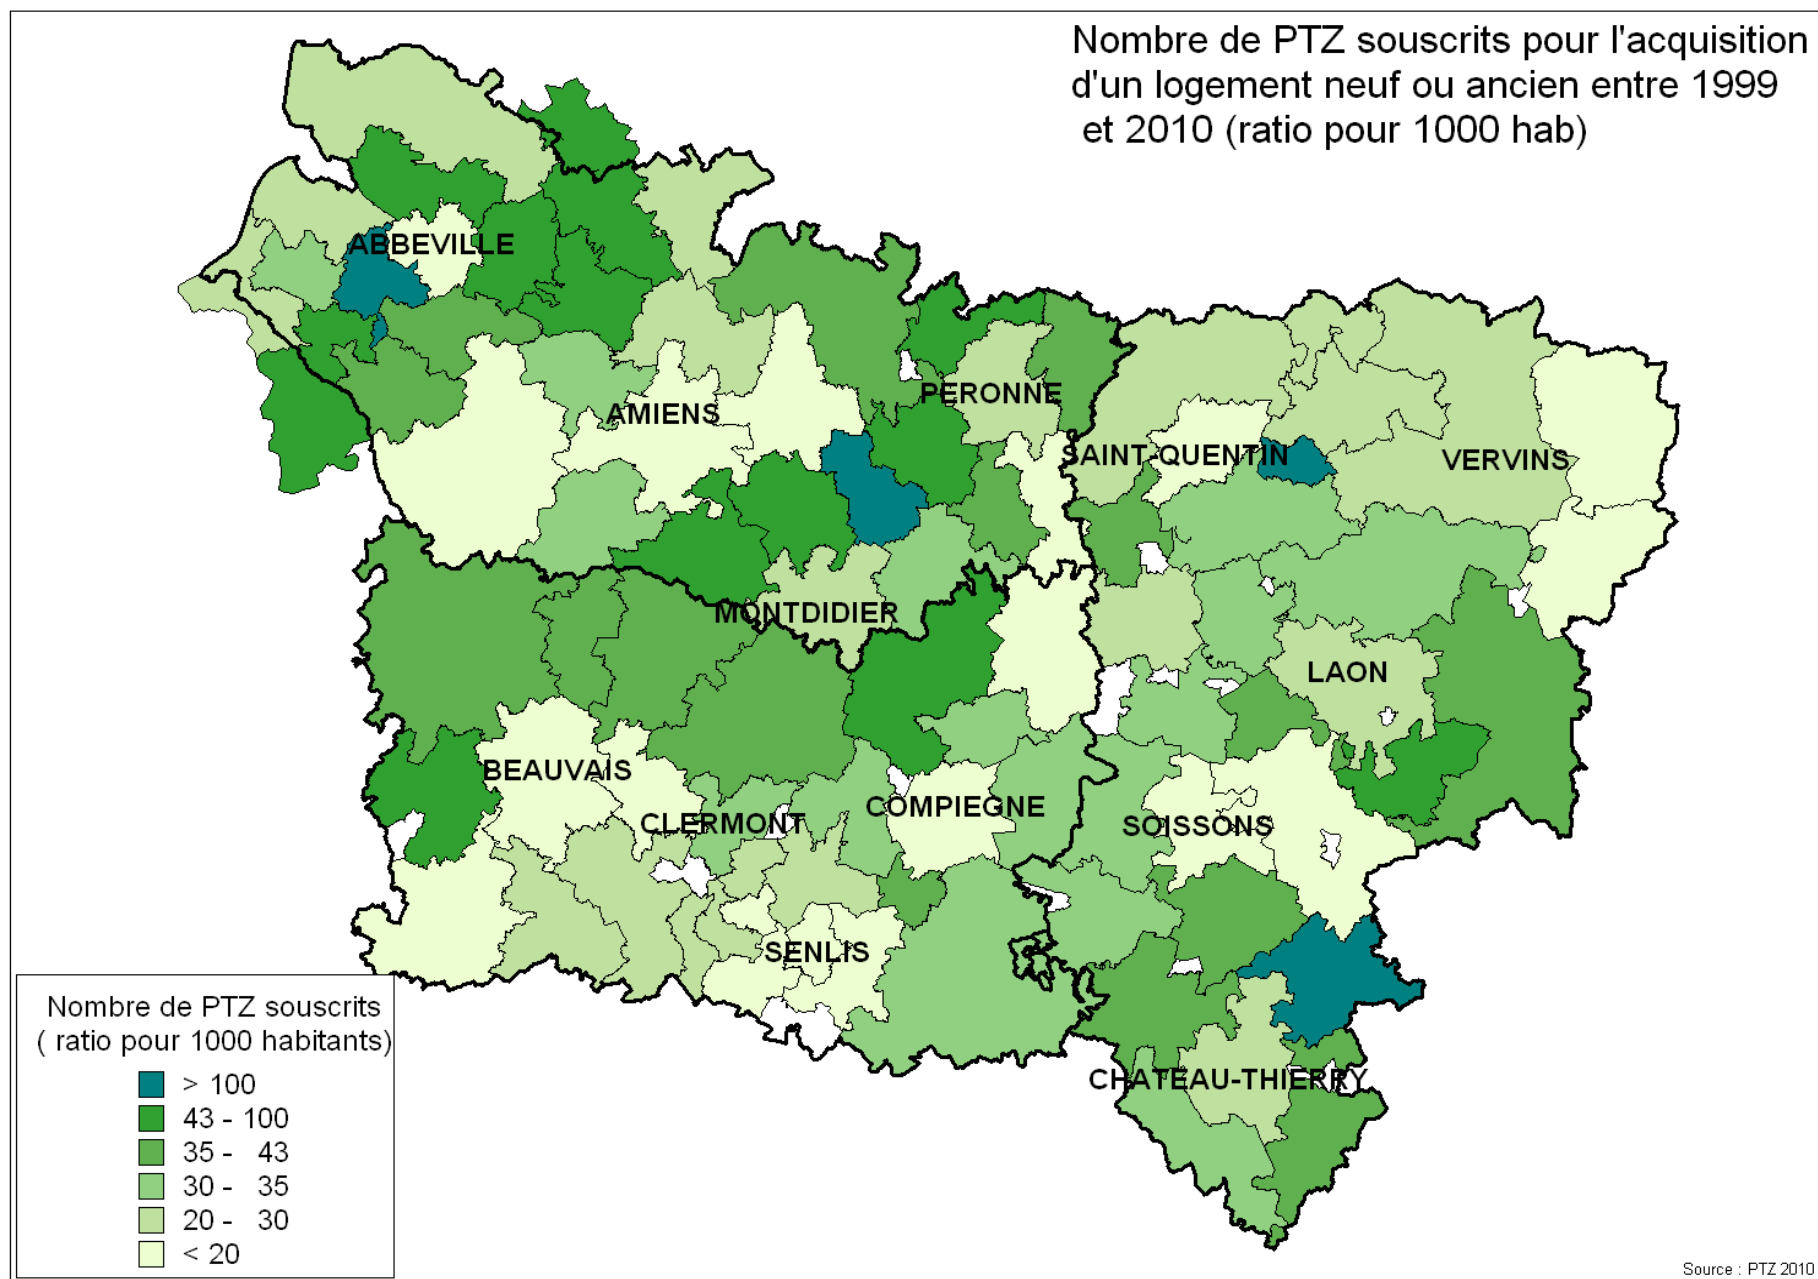 Nombre de PTZ souscrits pour l'acquisition
d'un logement neuf ou ancien entre 1999
et 2010 (ratio pour 1000 hab)
ABBEVILLE
PERONNE
AMIENS
SAINT-QUENTIN
VERVINS
MONTDIDIER
LAON
BEAUVAIS
COMPIEGNE
CLERMONT
SOISSONS
SENLIS
CHATEAU-THIERRY
Nombre de PTZ souscrits
( ratio pour 1000 habitants)
> 100
43 - 100
35 - 43
30 - 35
20 - 30
< 20
Source : PTZ 2010